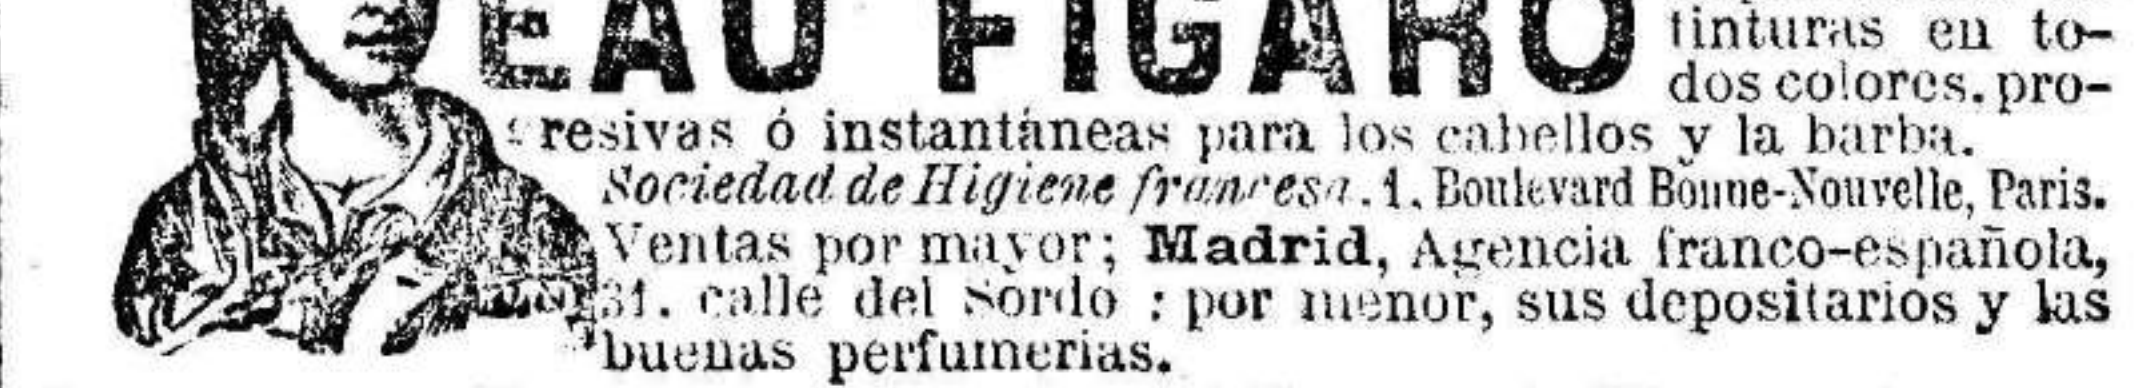 EAU FIGARO
tinturas en to-
dos colores. pro-
gresivas ó instantáneas para los cabellos y la barba.
Sociedad de Higiene francesa. 1. Boulevard Bonne-Nouvelle, Paris.
Ventas por mayor; Madrid, Agencia franco-española,
31. calle del Sordo : por menor, sus depositarios y las
buenas perfumerias.